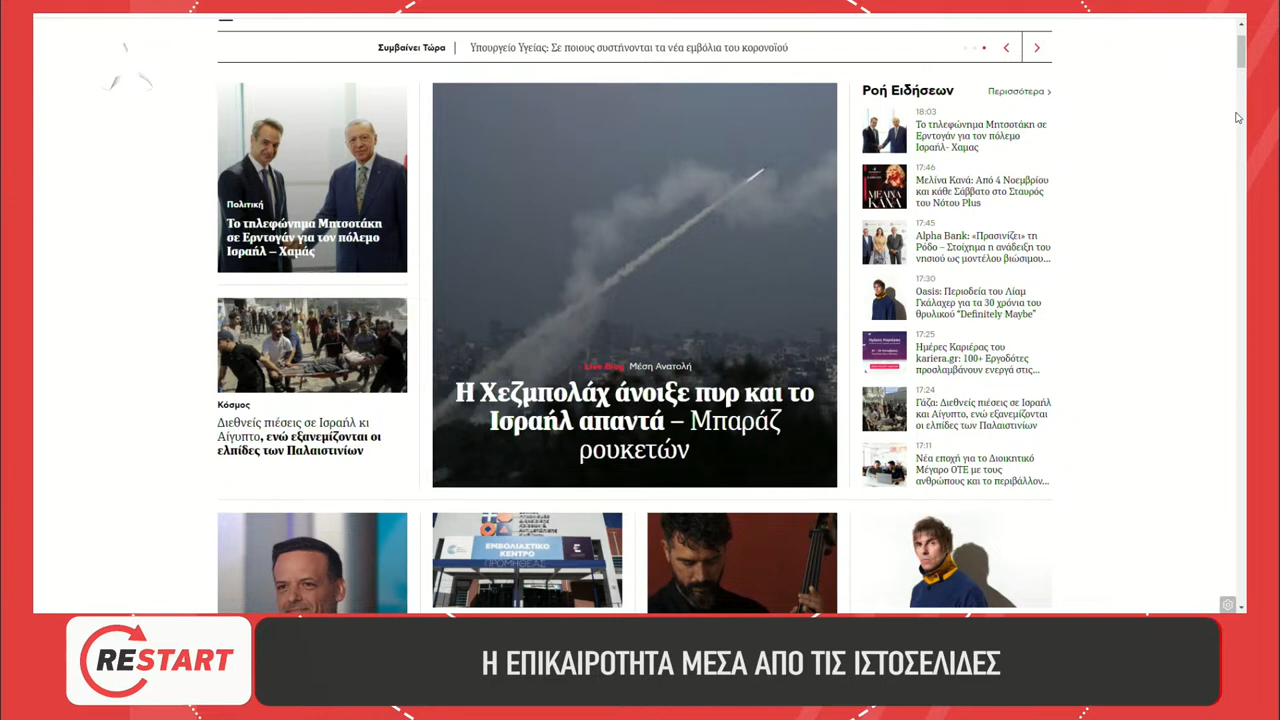 Συμβαίνει Τώρα
Υπουργείο Υγείας: Σε ποιους συστήνονται τα νέα εμβόλια του κορονοϊού
Πολιτική
Το τηλεφώνημα Μητσοτάκη
σε Ερντογάν για τον πόλεμο
Ισραήλ – Χαμάς
Κόσμος
Διεθνείς πιέσεις σε Ισραήλ κι
Αίγυπτο, ενώ εξανεμίζονται οι
ελπίδες των Παλαιστινίων
Live Blog Μέση Ανατολή
Η Χεζμπολάχ άνοιξε πυρ και το
Ισραήλ απαντά – Μπαράζ
ρουκετών
Ροή Ειδήσεων
Περισσότερα
18:03
Το τηλεφώνημα Μητσοτάκη σε
Ερντογάν για τον πόλεμο
Ισραήλ- Χαμας
ΜΕΛΙΝΑ
ΚΑΝΑ
17:46
Μελίνα Κανά: Από 4 Νοεμβρίου
και κάθε Σάββατο στο Σταυρός
του Νότου Plus
17:45
Alpha Bank: «Πρασινίζει» τη
Ρόδο – Στοίχημα η ανάδειξη του
νησιού ως μοντέλου βιώσιμου...
17:30
Oasis: Περιοδεία του Λίαμ
Γκάλαχερ για τα 30 χρόνια του
θρυλικού “Definitely Maybe”
17:25
Ημέρες Καριέρας του
kariera.gr: 100+ Εργοδότες
προσλαμβάνουν ενεργά στις...
17:24
Γάζα: Διεθνείς πιέσεις σε Ισραήλ
και Αίγυπτο, ενώ εξανεμίζονται
οι ελπίδες των Παλαιστινίων
17:11
Νέα εποχή για το Διοικητικό
Μέγαρο ΟΤΕ με τους
ανθρώπους και το περιβάλλον...
ΕΜΒΟΛΙΑΣΤΙΚΟ
ΚΕΝΤΡΟ
ΠΡΟΜΗΘΕΑΣ
RESTART
Η ΕΠΙΚΑΙΡΟΤΗΤΑ ΜΕΣΑ ΑΠΟ ΤΙΣ ΙΣΤΟΣΕΛΙΔΕΣ